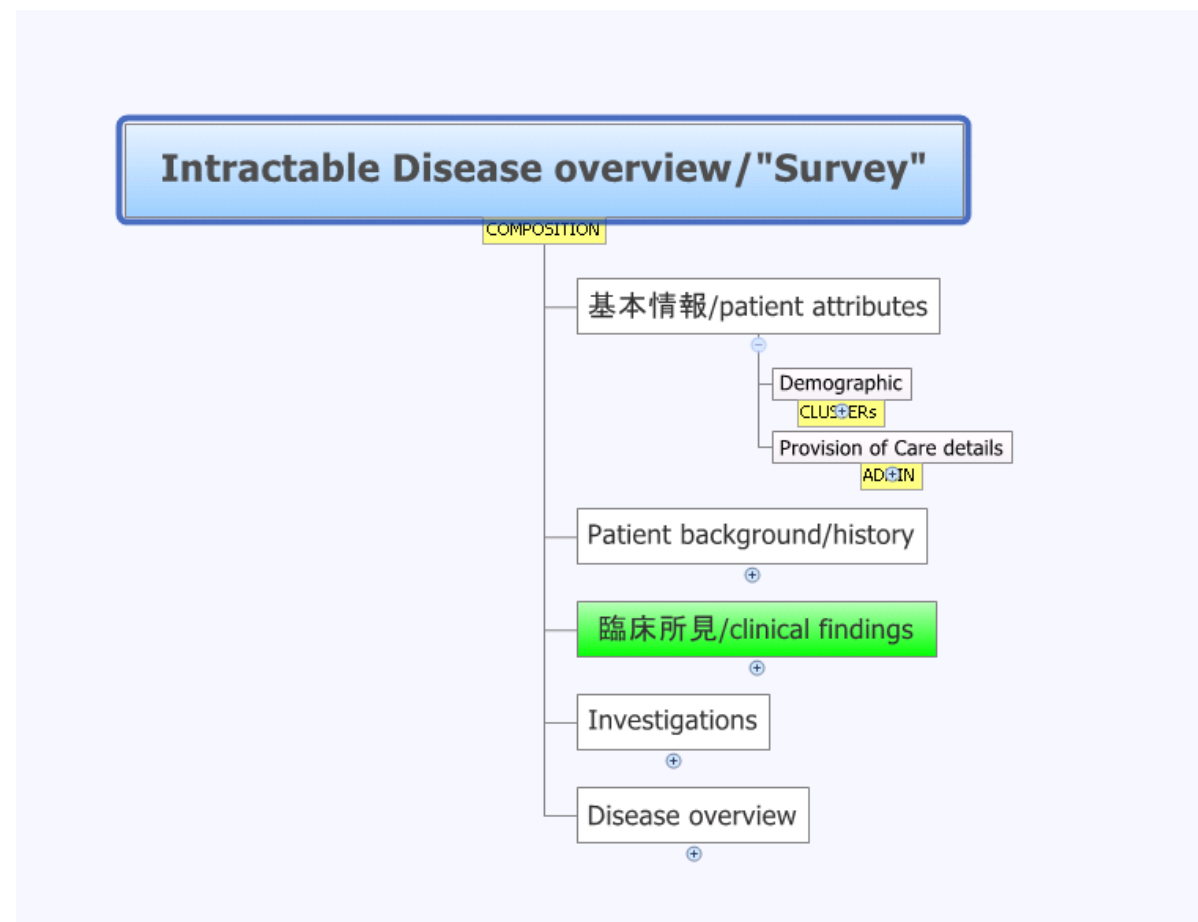 Intractable Disease overview/"Survey"
COMPOSITION
基本情報/patient attributes
Demographic
CLUSTERs
Provision of Care details
ADMIN
Patient background/history
臨床所見/clinical findings
Investigations
Disease overview